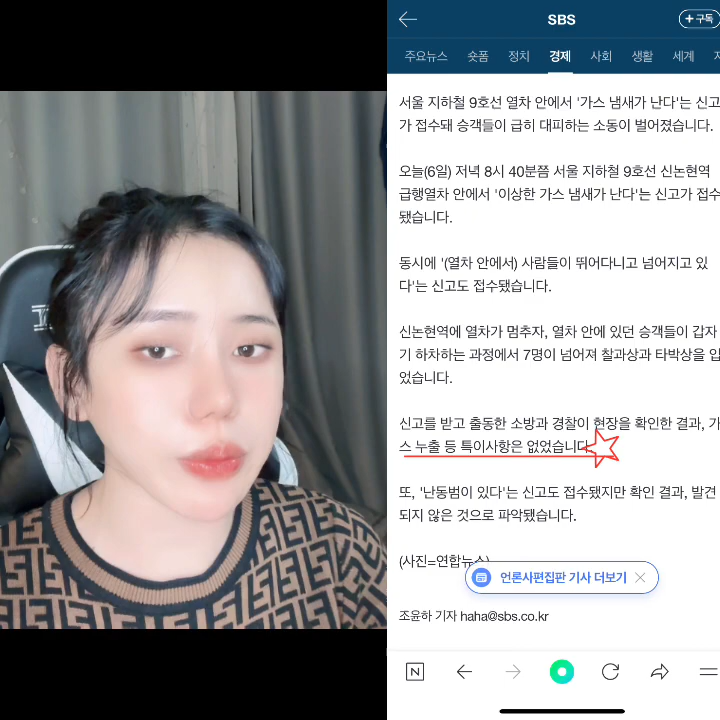 SBS
+ 구독
주요뉴스 숏폼 정치 경제 사회 생활 세계
서울 지하철 9호선 열차 안에서 '가스 냄새가 난다'는 신고
가 접수돼 승객들이 급히 대피하는 소동이 벌어졌습니다.
오늘(6일) 저녁 8시 40분쯤 서울 지하철 9호선 신논현역
급행열차 안에서 '이상한 가스 냄새가 난다'는 신고가 접수
됐습니다.
동시에 '(열차 안에서) 사람들이 뛰어다니고 넘어지고 있
다'는 신고도 접수됐습니다.
신논현역에 열차가 멈추자, 열차 안에 있던 승객들이 갑자
기 하차하는 과정에서 7명이 넘어져 찰과상과 타박상을 입
었습니다.
신고를 받고 출동한 소방과 경찰이 현장을 확인한 결과, 가
스 누출 등 특이사항은 없었습니다
또, '난동범이 있다'는 신고도 접수됐지만 확인 결과, 발견
되지 않은 것으로 파악됐습니다.
(사진=연합뉴스)
언론사편집판 기사 더보기
조윤하 기자 haha@sbs.co.kr
N